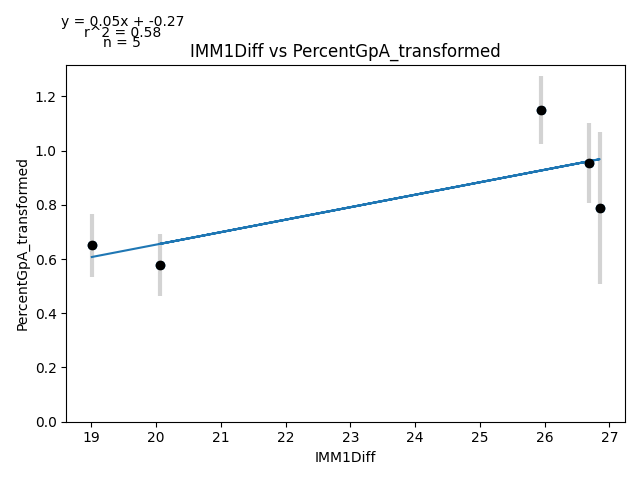 y = 0.05x + -0.27
r^2 = 0.58
n = 5
IMM1Diff vs PercentGpA_transformed
PercentGpA_transformed
1.2
1.0
0.8
0.6
0.4
0.2
0.0
19 20 21 22 23 24 25 26 27
IMM1Diff